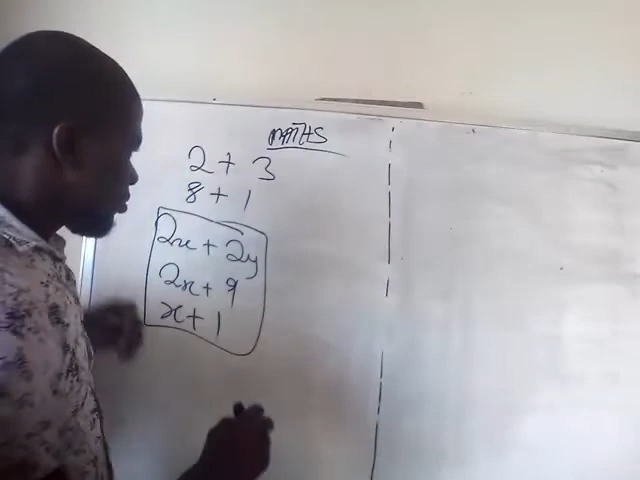 MATHS
2 + 3
8 + 1
2x + 2y
2x + 9
x + 1